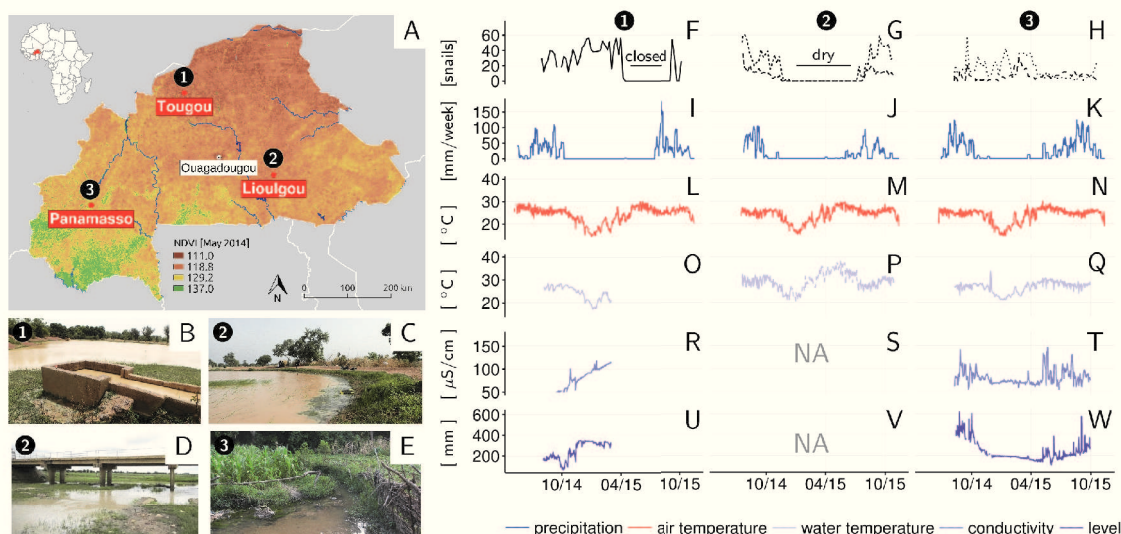 A
1
Tougou
Ouagadougou
2
Lioulgou
3
Panamasso
NDVI [May 2014]
111.0
118.8
129.2
137.0
N
0 100 200 km
1 B
2 C
2 D
3 E
1 2 3
[snails] 60 40 20 0 F closed G dry H
[mm/week] 150 100 50 0 I J K
[ °C] 40 30 20 L M N
[ °C] 40 30 20 O P Q
[ µS/cm] 150 100 50 R NA S T
[ mm] 600 400 200 U NA V W
10/14 04/15 10/15 10/14 04/15 10/15 10/14 04/15 10/15
precipitation air temperature water temperature conductivity level